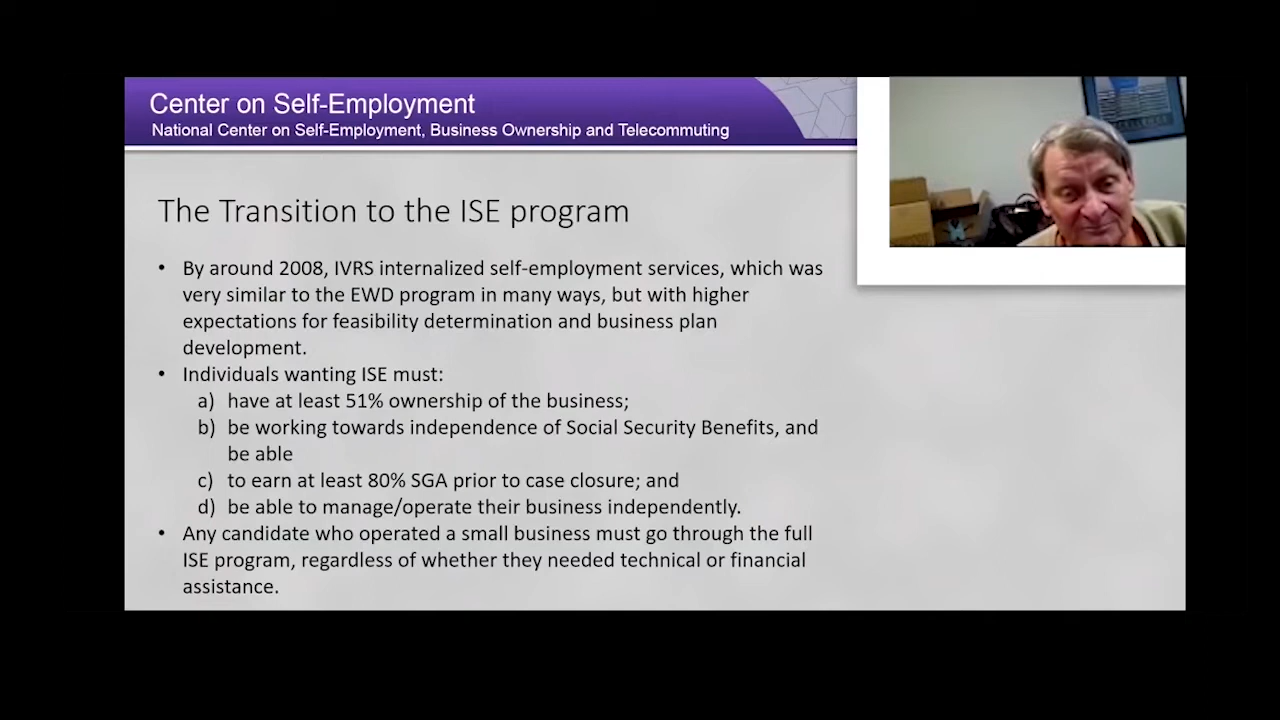 Center on Self-Employment
National Center on Self-Employment, Business Ownership and Telecommuting
The Transition to the ISE program
• By around 2008, IVRS internalized self-employment services, which was
very similar to the EWD program in many ways, but with higher
expectations for feasibility determination and business plan
development.
• Individuals wanting ISE must:
a) have at least 51% ownership of the business;
b) be working towards independence of Social Security Benefits, and
be able
c) to earn at least 80% SGA prior to case closure; and
d) be able to manage/operate their business independently.
• Any candidate who operated a small business must go through the full
ISE program, regardless of whether they needed technical or financial
assistance.